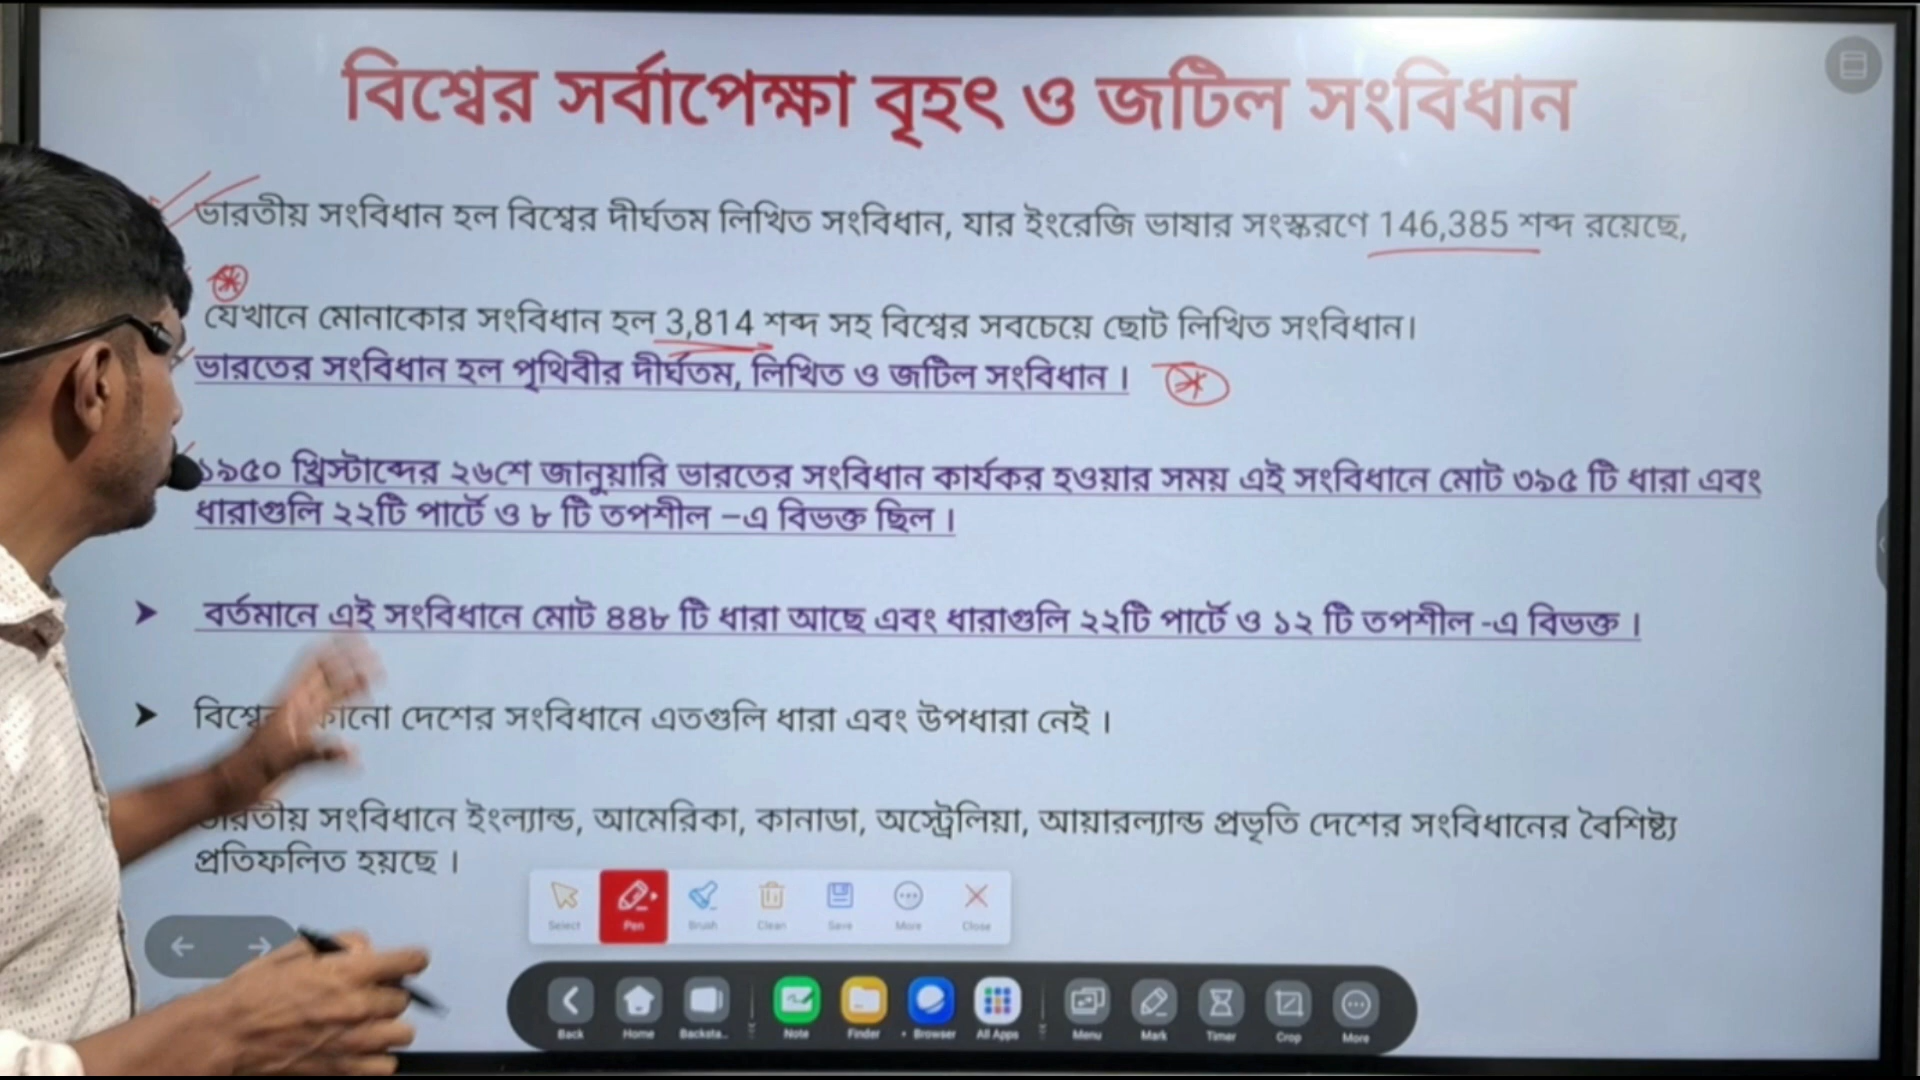 বিশ্বের সর্বাপেক্ষা বৃহৎ ও জটিল সংবিধান
ভারতীয় সংবিধান হল বিশ্বের দীর্ঘতম লিখিত সংবিধান, যার ইংরেজি ভাষার সংস্করণে 146,385 শব্দ রয়েছে,
যেখানে মোনাকোর সংবিধান হল 3,814 শব্দ সহ বিশ্বের সবচেয়ে ছোট লিখিত সংবিধান।
ভারতের সংবিধান হল পৃথিবীর দীর্ঘতম, লিখিত ও জটিল সংবিধান ।
১৯৫০ খ্রিস্টাব্দের ২৬শে জানুয়ারি ভারতের সংবিধান কার্যকর হওয়ার সময় এই সংবিধানে মোট ৩৯৫ টি ধারা এবং
ধারাগুলি ২২টি পার্টে ও ৮ টি তপশীল –এ বিভক্ত ছিল ।
➤ বর্তমানে এই সংবিধানে মোট ৪৪৮ টি ধারা আছে এবং ধারাগুলি ২২টি পার্টে ও ১২ টি তপশীল -এ বিভক্ত ।
➤ দেশের সংবিধানে এতগুলি ধারা এবং উপধারা নেই ।
সংবিধানে ইংল্যান্ড, আমেরিকা, কানাডা, অস্ট্রেলিয়া, আয়ারল্যান্ড প্রভৃতি দেশের সংবিধানের বৈশিষ্ট্য
প্রতিফলিত হয়ছে ।
Select Pen Brush Clean Save More Close
Back Home Backsta... Note Finder Browser All Apps Menu Mark Timer Crop More